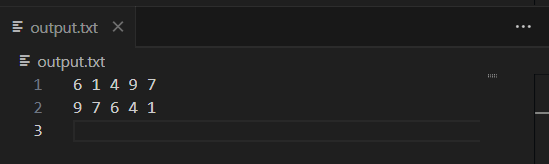 output.txt
output.txt
1 6 1 4 9 7
2 9 7 6 4 1
3